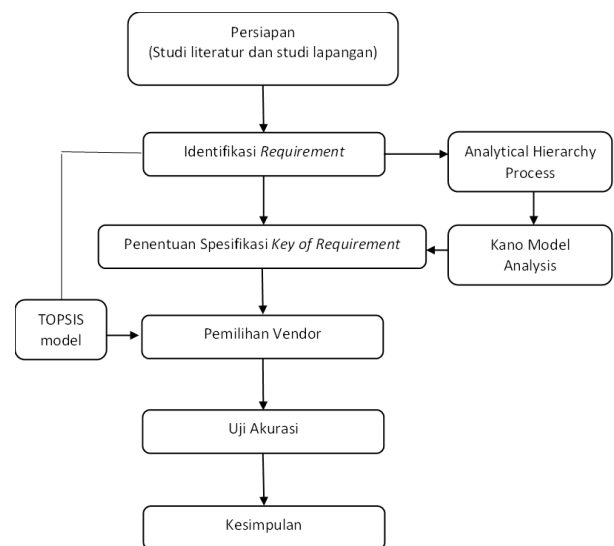 Persiapan
(Studi literatur dan studi lapangan)
Identifikasi Requirement
Analytical Hierarchy
Process
Penentuan Spesifikasi Key of Requirement
Kano Model
Analysis
TOPSIS
model
Pemilihan Vendor
Uji Akurasi
Kesimpulan